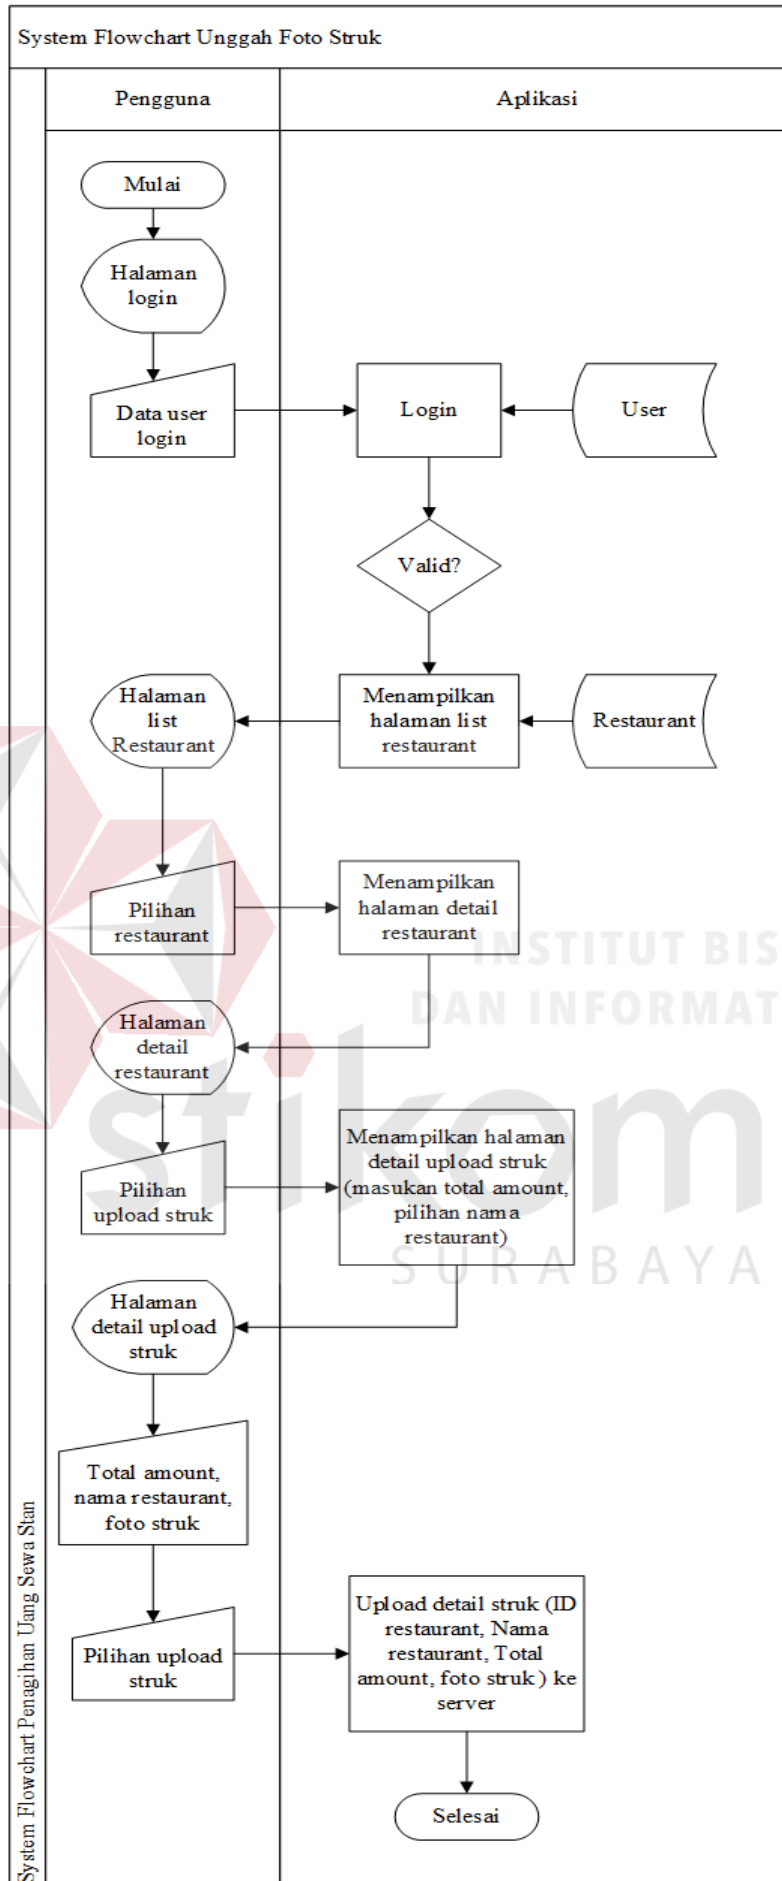 System Flowchart Unggah Foto Struk
Pengguna
Aplikasi
Mulai
Halaman
login
Data user
login
Login
User
Valid?
Halaman
list
Restaurant
Menampilkan
halaman list
restaurant
Restaurant
Pilihan
restaurant
Menampilkan
halaman detail
restaurant
INSTITUT BIS
DAN INFORMAT
Halaman
detail
restaurant
stikom
SURABAYA
Pilihan
upload struk
Menampilkan halaman
detail upload struk
(masukan total amount,
pilihan nama
restaurant)
Halaman
detail upload
struk
Total amount,
nama restaurant,
foto struk
Pilihan upload
struk
Upload detail struk (ID
restaurant, Nama
restaurant, Total
amount, foto struk ) ke
server
Selesai
System Flowchart Penagihan Uang Sewa Stan